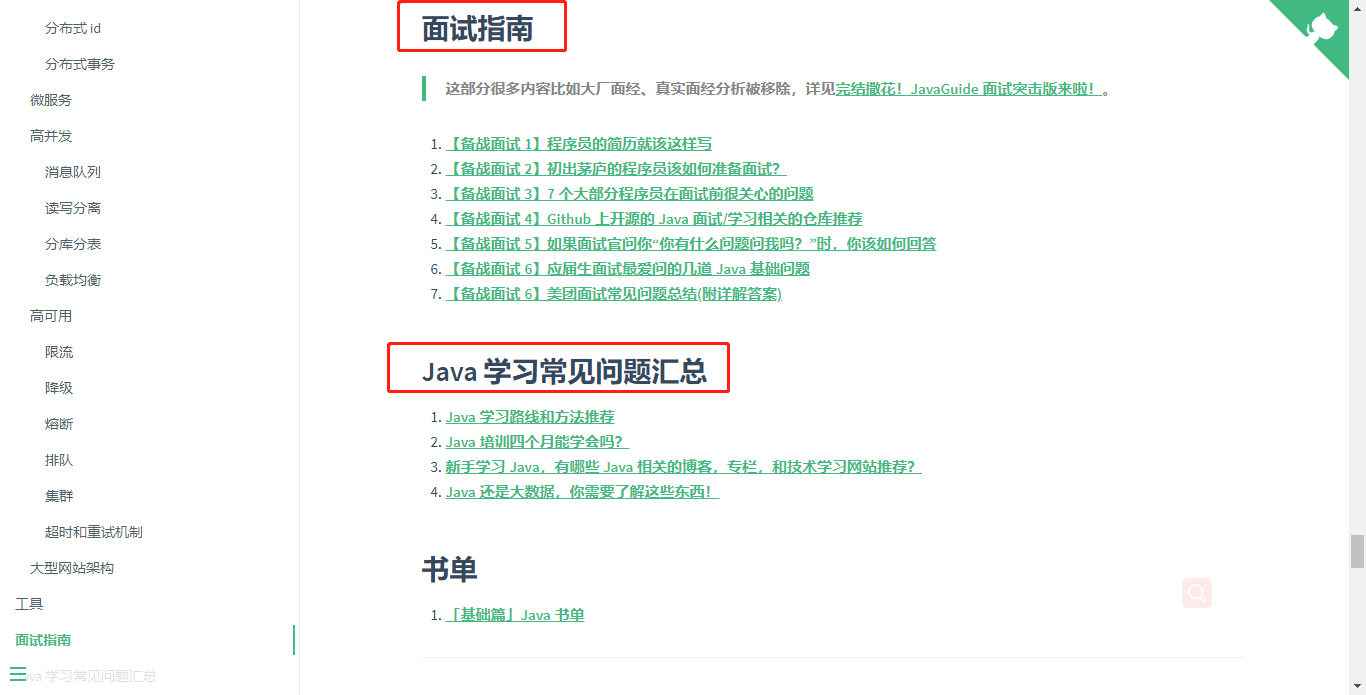 分布式 id
分布式事务
微服务
高并发
消息队列
读写分离
分库分表
负载均衡
高可用
限流
降级
熔断
排队
集群
超时和重试机制
大型网站架构
工具
面试指南
va 学习常见问题汇总
面试指南
这部分很多内容比如大厂面经、真实面经分析被移除，详见完结撒花！JavaGuide 面试突击版来啦！。
1. 【备战面试 1】程序员的简历就该这样写
2. 【备战面试 2】初出茅庐的程序员该如何准备面试？
3. 【备战面试 3】7 个大部分程序员在面试前很关心的问题
4. 【备战面试 4】Github 上开源的 Java 面试/学习相关的仓库推荐
5. 【备战面试 5】如果面试官问你“你有什么问题问我吗？”时，你该如何回答
6. 【备战面试 6】应届生面试最爱问的几道 Java 基础问题
7. 【备战面试 6】美团面试常见问题总结(附详解答案)
Java 学习常见问题汇总
1. Java 学习路线和方法推荐
2. Java 培训四个月能学会吗？
3. 新手学习 Java，有哪些 Java 相关的博客，专栏，和技术学习网站推荐？
4. Java 还是大数据，你需要了解这些东西！
书单
1. 「基础篇」Java 书单